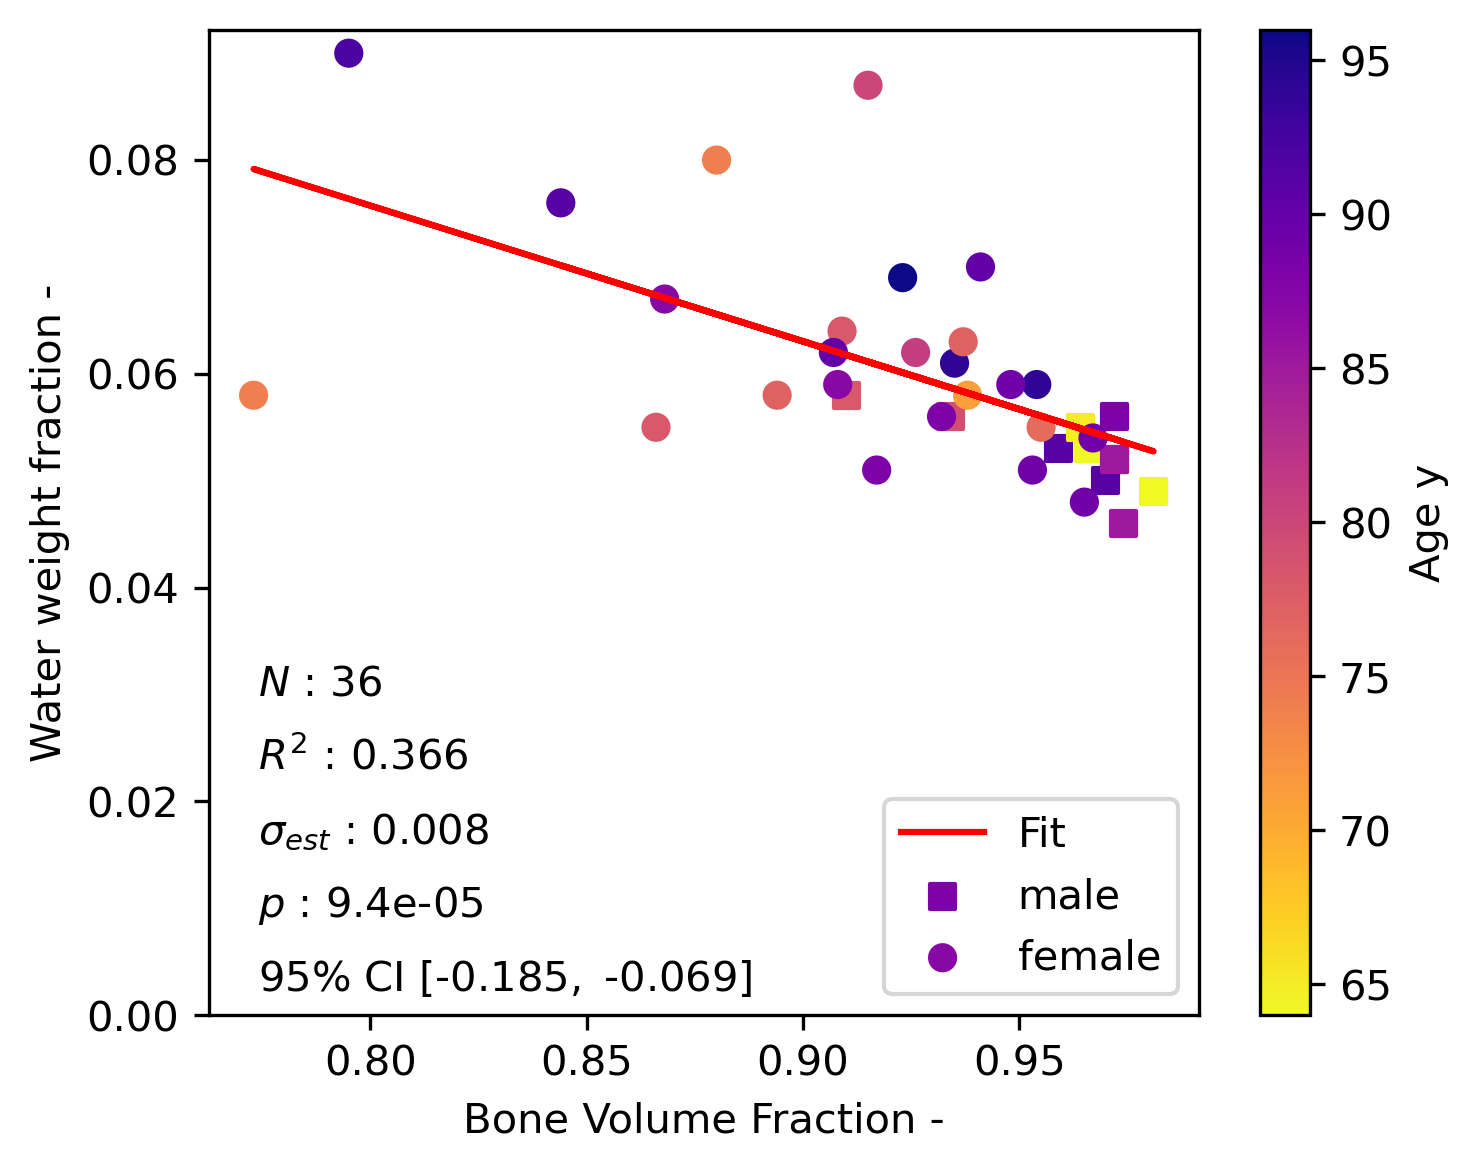 Water weight fraction -
0.08
0.06
0.04
0.02
0.00
N : 36
R² : 0.366
σest : 0.008
p : 9.4e-05
95% CI [-0.185, -0.069]
Fit
male
female
0.80 0.85 0.90 0.95
Bone Volume Fraction -
95
90
85
80
75
70
65
Age y